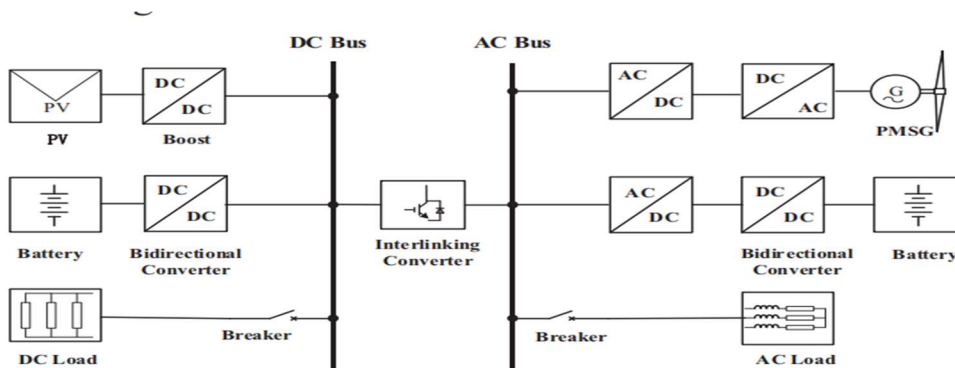 DC Bus
AC Bus
PV
PV
DC
DC
Boost
AC
DC
DC
AC
G
PMSG
Battery
DC
DC
Bidirectional
Converter
Interlinking
Converter
AC
DC
DC
DC
Bidirectional
Converter
Battery
DC Load
Breaker
Breaker
AC Load